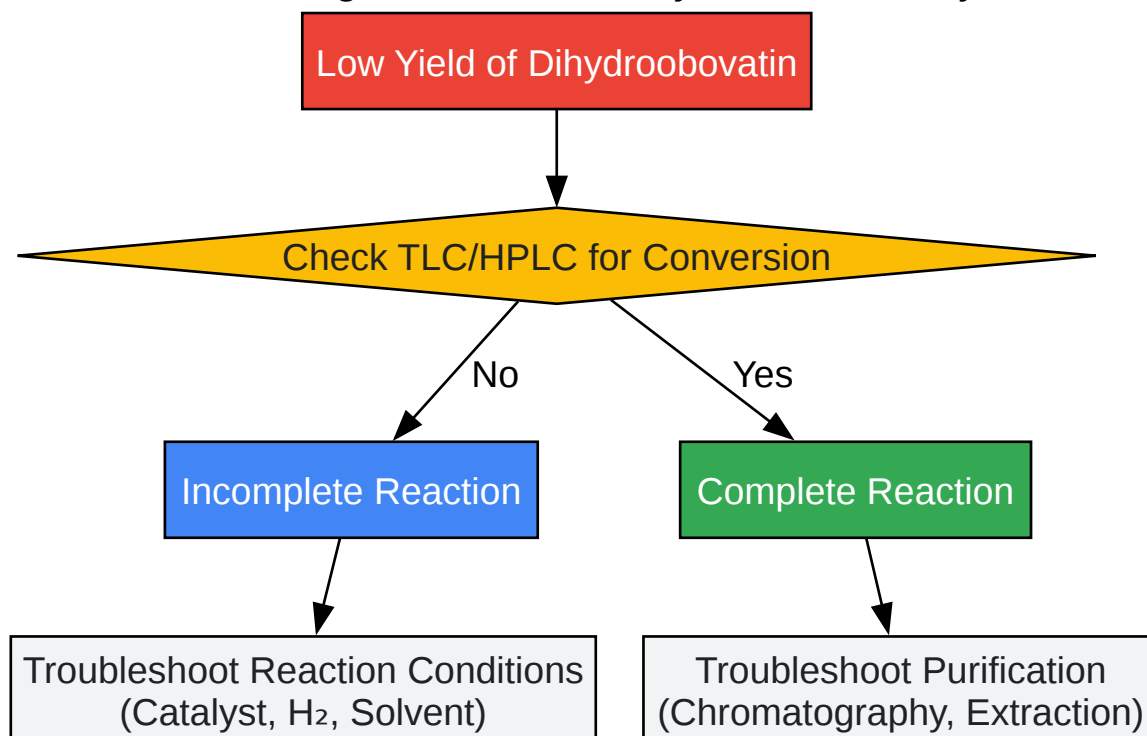 Low Yield of Dihydroobovatin
Check TLC/HPLC for Conversion
No
Yes
Incomplete Reaction
Complete Reaction
Troubleshoot Reaction Conditions
(Catalyst, H₂, Solvent)
Troubleshoot Purification
(Chromatography, Extraction)